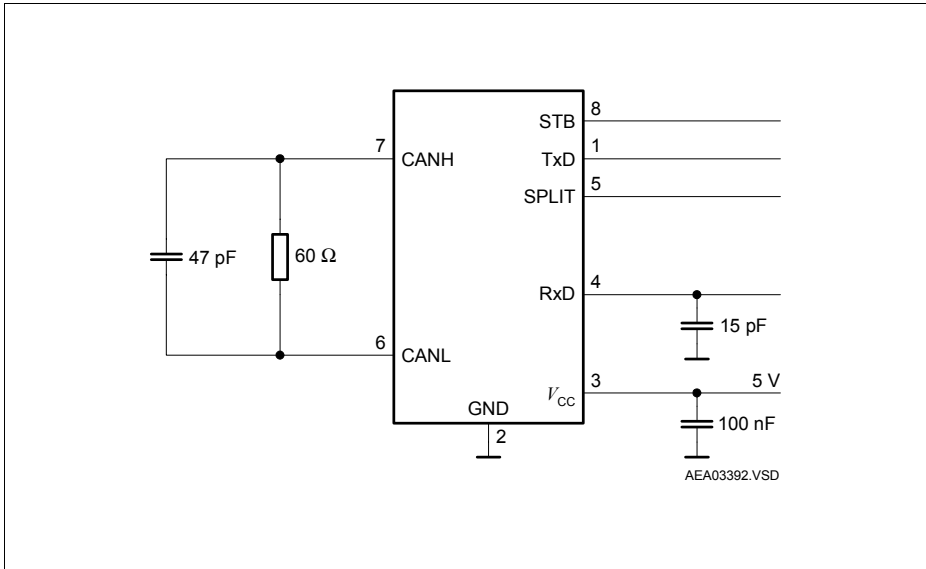 8
STB
1
TxD
7
CANH
5
SPLIT
47 pF
60 Ω
4
RxD
15 pF
6
CANL
3
5 V
VCC
GND
100 nF
2
AEA03392.VSD